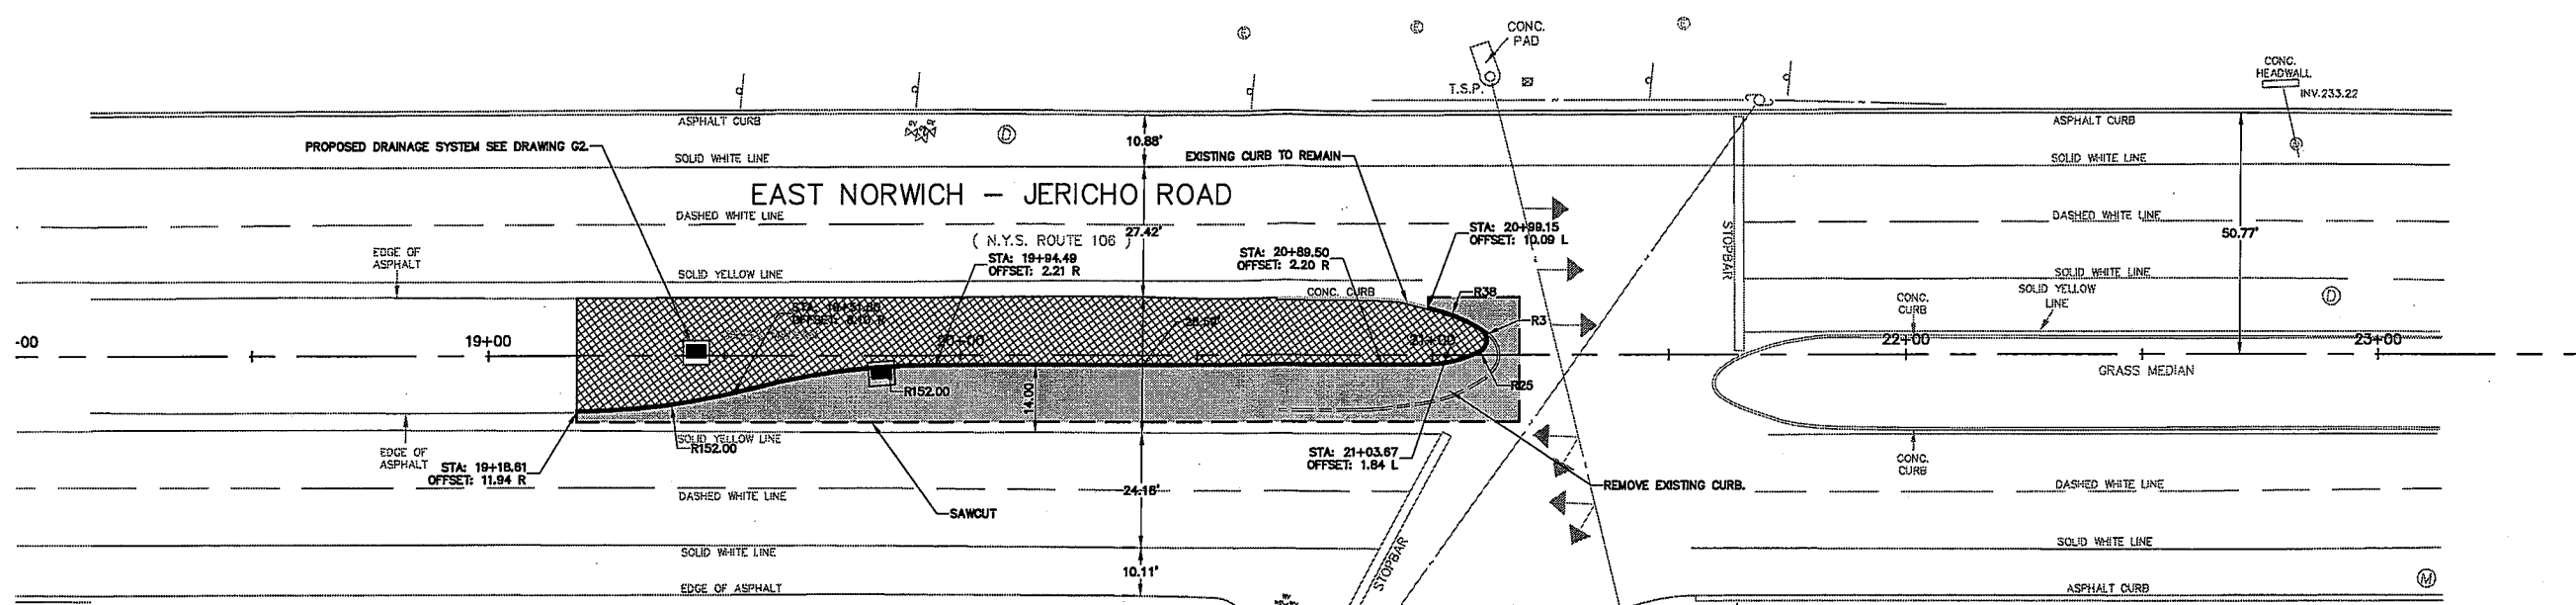 CONC.
PAD
T.S.P.
CONC.
HEADWALL
INV.233.22
ASPHALT CURB
D
10.88'
ASPHALT CURB
PROPOSED DRAINAGE SYSTEM SEE DRAWING G2.
SOLID WHITE LINE
EXISTING CURB TO REMAIN
SOLID WHITE LINE
EAST NORWICH - JERICHO ROAD
DASHED WHITE LINE
DASHED WHITE LINE
( N.Y.S. ROUTE 106 )
27.42'
STA: 20+99.15
OFFSET: 10.09 L
STOPBAR
50.77'
EDGE OF
ASPHALT
STA: 19+94.49
OFFSET: 2.21 R
STA: 20+89.50
OFFSET: 2.20 R
SOLID YELLOW LINE
SOLID WHITE LINE
SOLID YELLOW
LINE
CONC. CURB
R38
CONC.
CURB
D
R3
-00
19+00
20+00
21+00
22+00
23+00
GRASS MEDIAN
R152.00
14.00
R25
SOLID YELLOW LINE
R152.00
EDGE OF
ASPHALT
STA: 19+18.61
OFFSET: 11.94 R
STA: 21+03.67
OFFSET: 1.84 L
CONC.
CURB
DASHED WHITE LINE
24.18'
REMOVE EXISTING CURB.
DASHED WHITE LINE
SAWCUT
SOLID WHITE LINE
SOLID WHITE LINE
STOPBAR
10.11'
EDGE OF ASPHALT
ASPHALT CURB
M